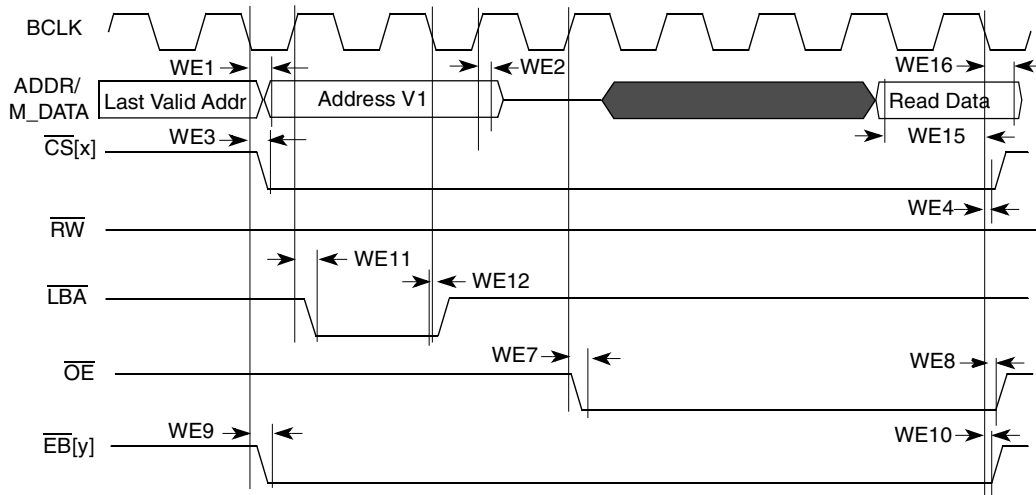 BCLK
WE1
WE2
WE16
ADDR/
M_DATA
Last Valid Addr
Address V1
Read Data
WE3
WE15
CS[x]
WE4
RW
WE11
WE12
LBA
WE7
WE8
OE
WE9
WE10
EB[y]